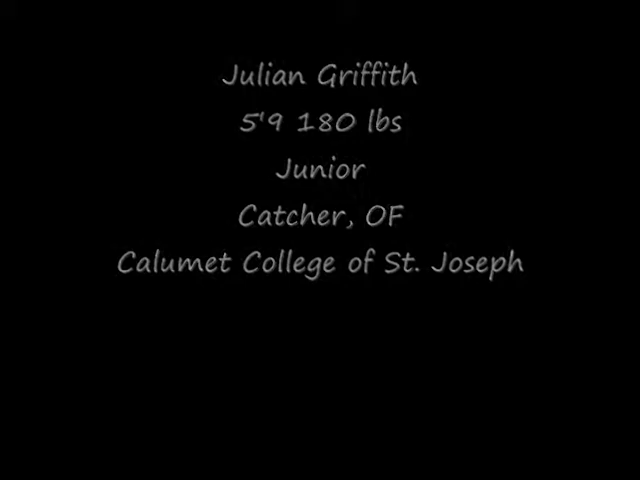 Julian Griffith
5'9 180 lbs
Junior
Catcher, OF
Calumet College of St. Joseph